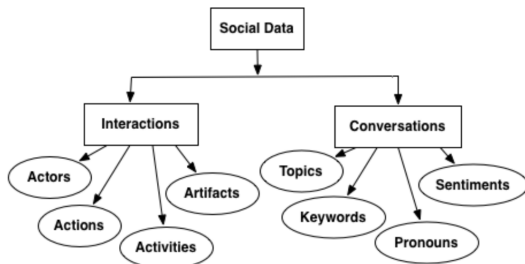 Social Data
Interactions
Conversations
Actors
Actions
Activities
Artifacts
Topics
Keywords
Pronouns
Sentiments